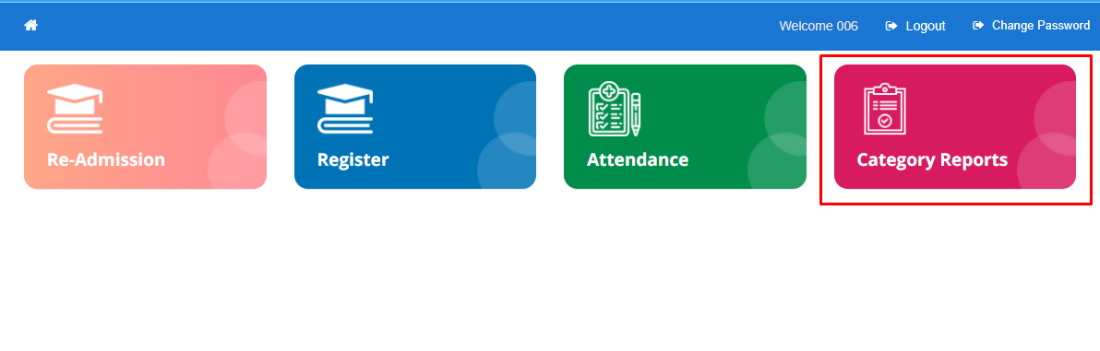 Welcome 006 Logout Change Password
Re-Admission Register Attendance Category Reports